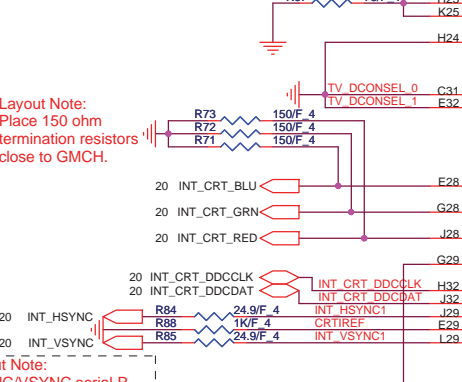 K25
H24
TV_DCONSEL_0 C31
TV_DCONSEL_1 E32
Layout Note:
Place 150 ohm
termination resistors
close to GMCH.
R73 150/F_4
R72 150/F_4
R71 150/F_4
20 INT_CRT_BLU E28
20 INT_CRT_GRN G28
20 INT_CRT_RED J28
G29
20 INT_CRT_DDCCLK INT_CRT_DDCCLK H32
20 INT_CRT_DDCDAT INT_CRT_DDCDAT J32
20 INT_HSYNC R84 24.9/F_4 INT_HSYNC1 J29
R88 1K/F_4 CRTIREF E29
20 INT_VSYNC R85 24.9/F_4 INT_VSYNC1 L29
ut Note: